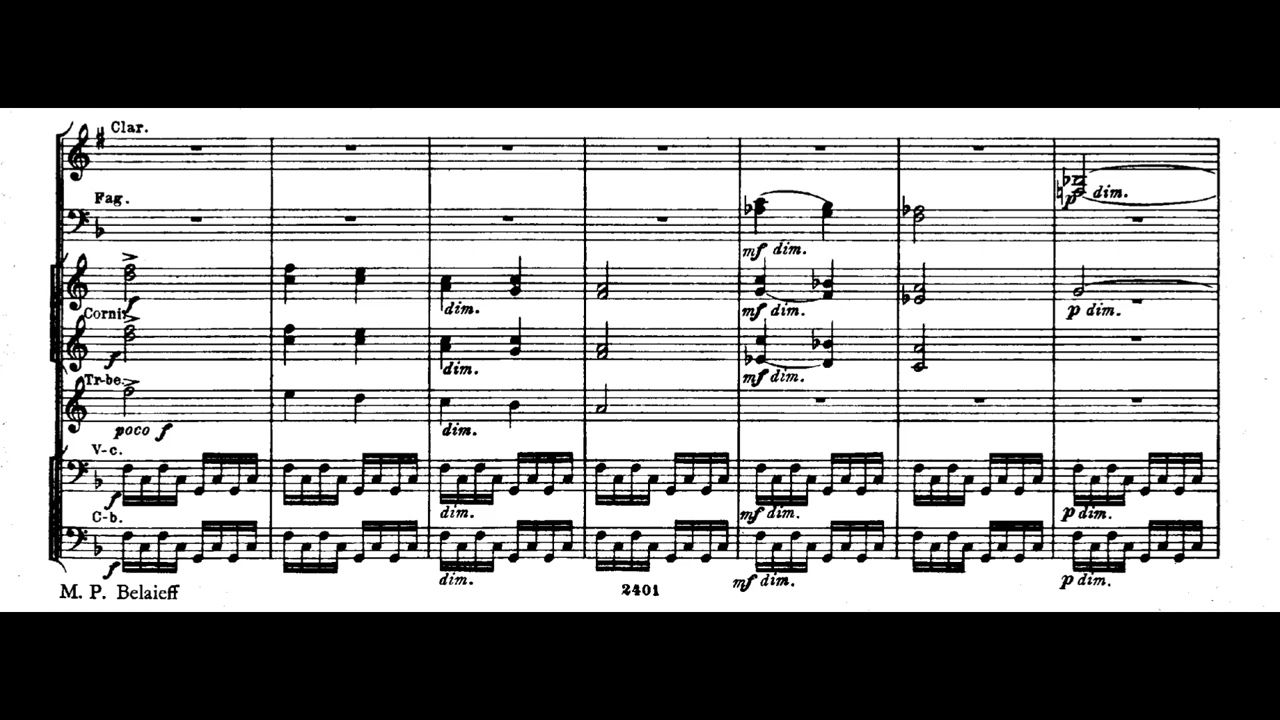 Clar.
p dim.
Fag.
mf dim.
f dim. mf dim. p dim.
Corni.
f dim. mf dim.
Tr-be.
poco f dim.
V-c.
f dim. mf dim. p dim.
C-b.
f dim. mf dim. p dim.
M. P. Belaieff 2401